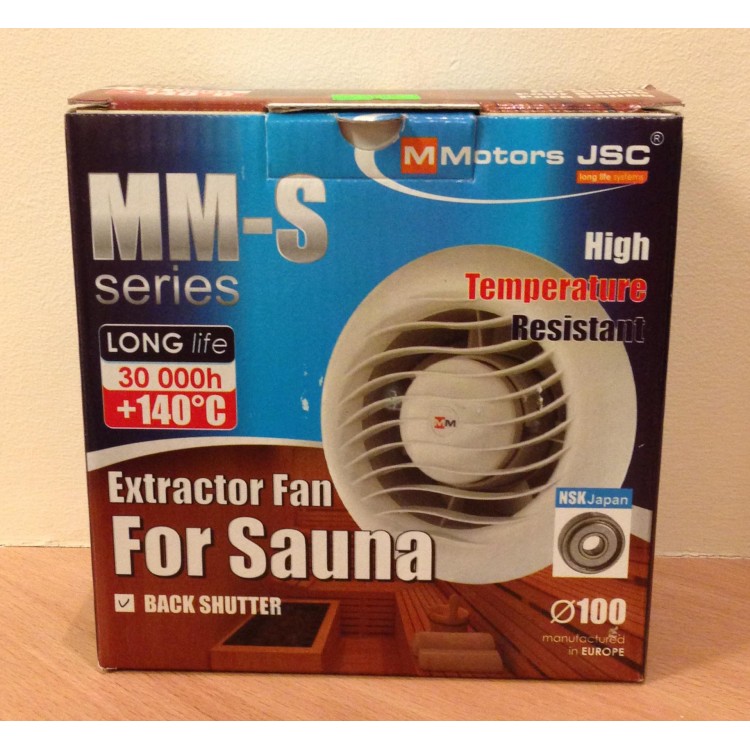 MMotors JSC®
long life systems
MM-S
series
High
Temperature
Resistant
LONG life
30 000h
+140°C
MM
Extractor Fan
For Sauna
NSK Japan
BACK SHUTTER
Ø100
manufactured
in EUROPE